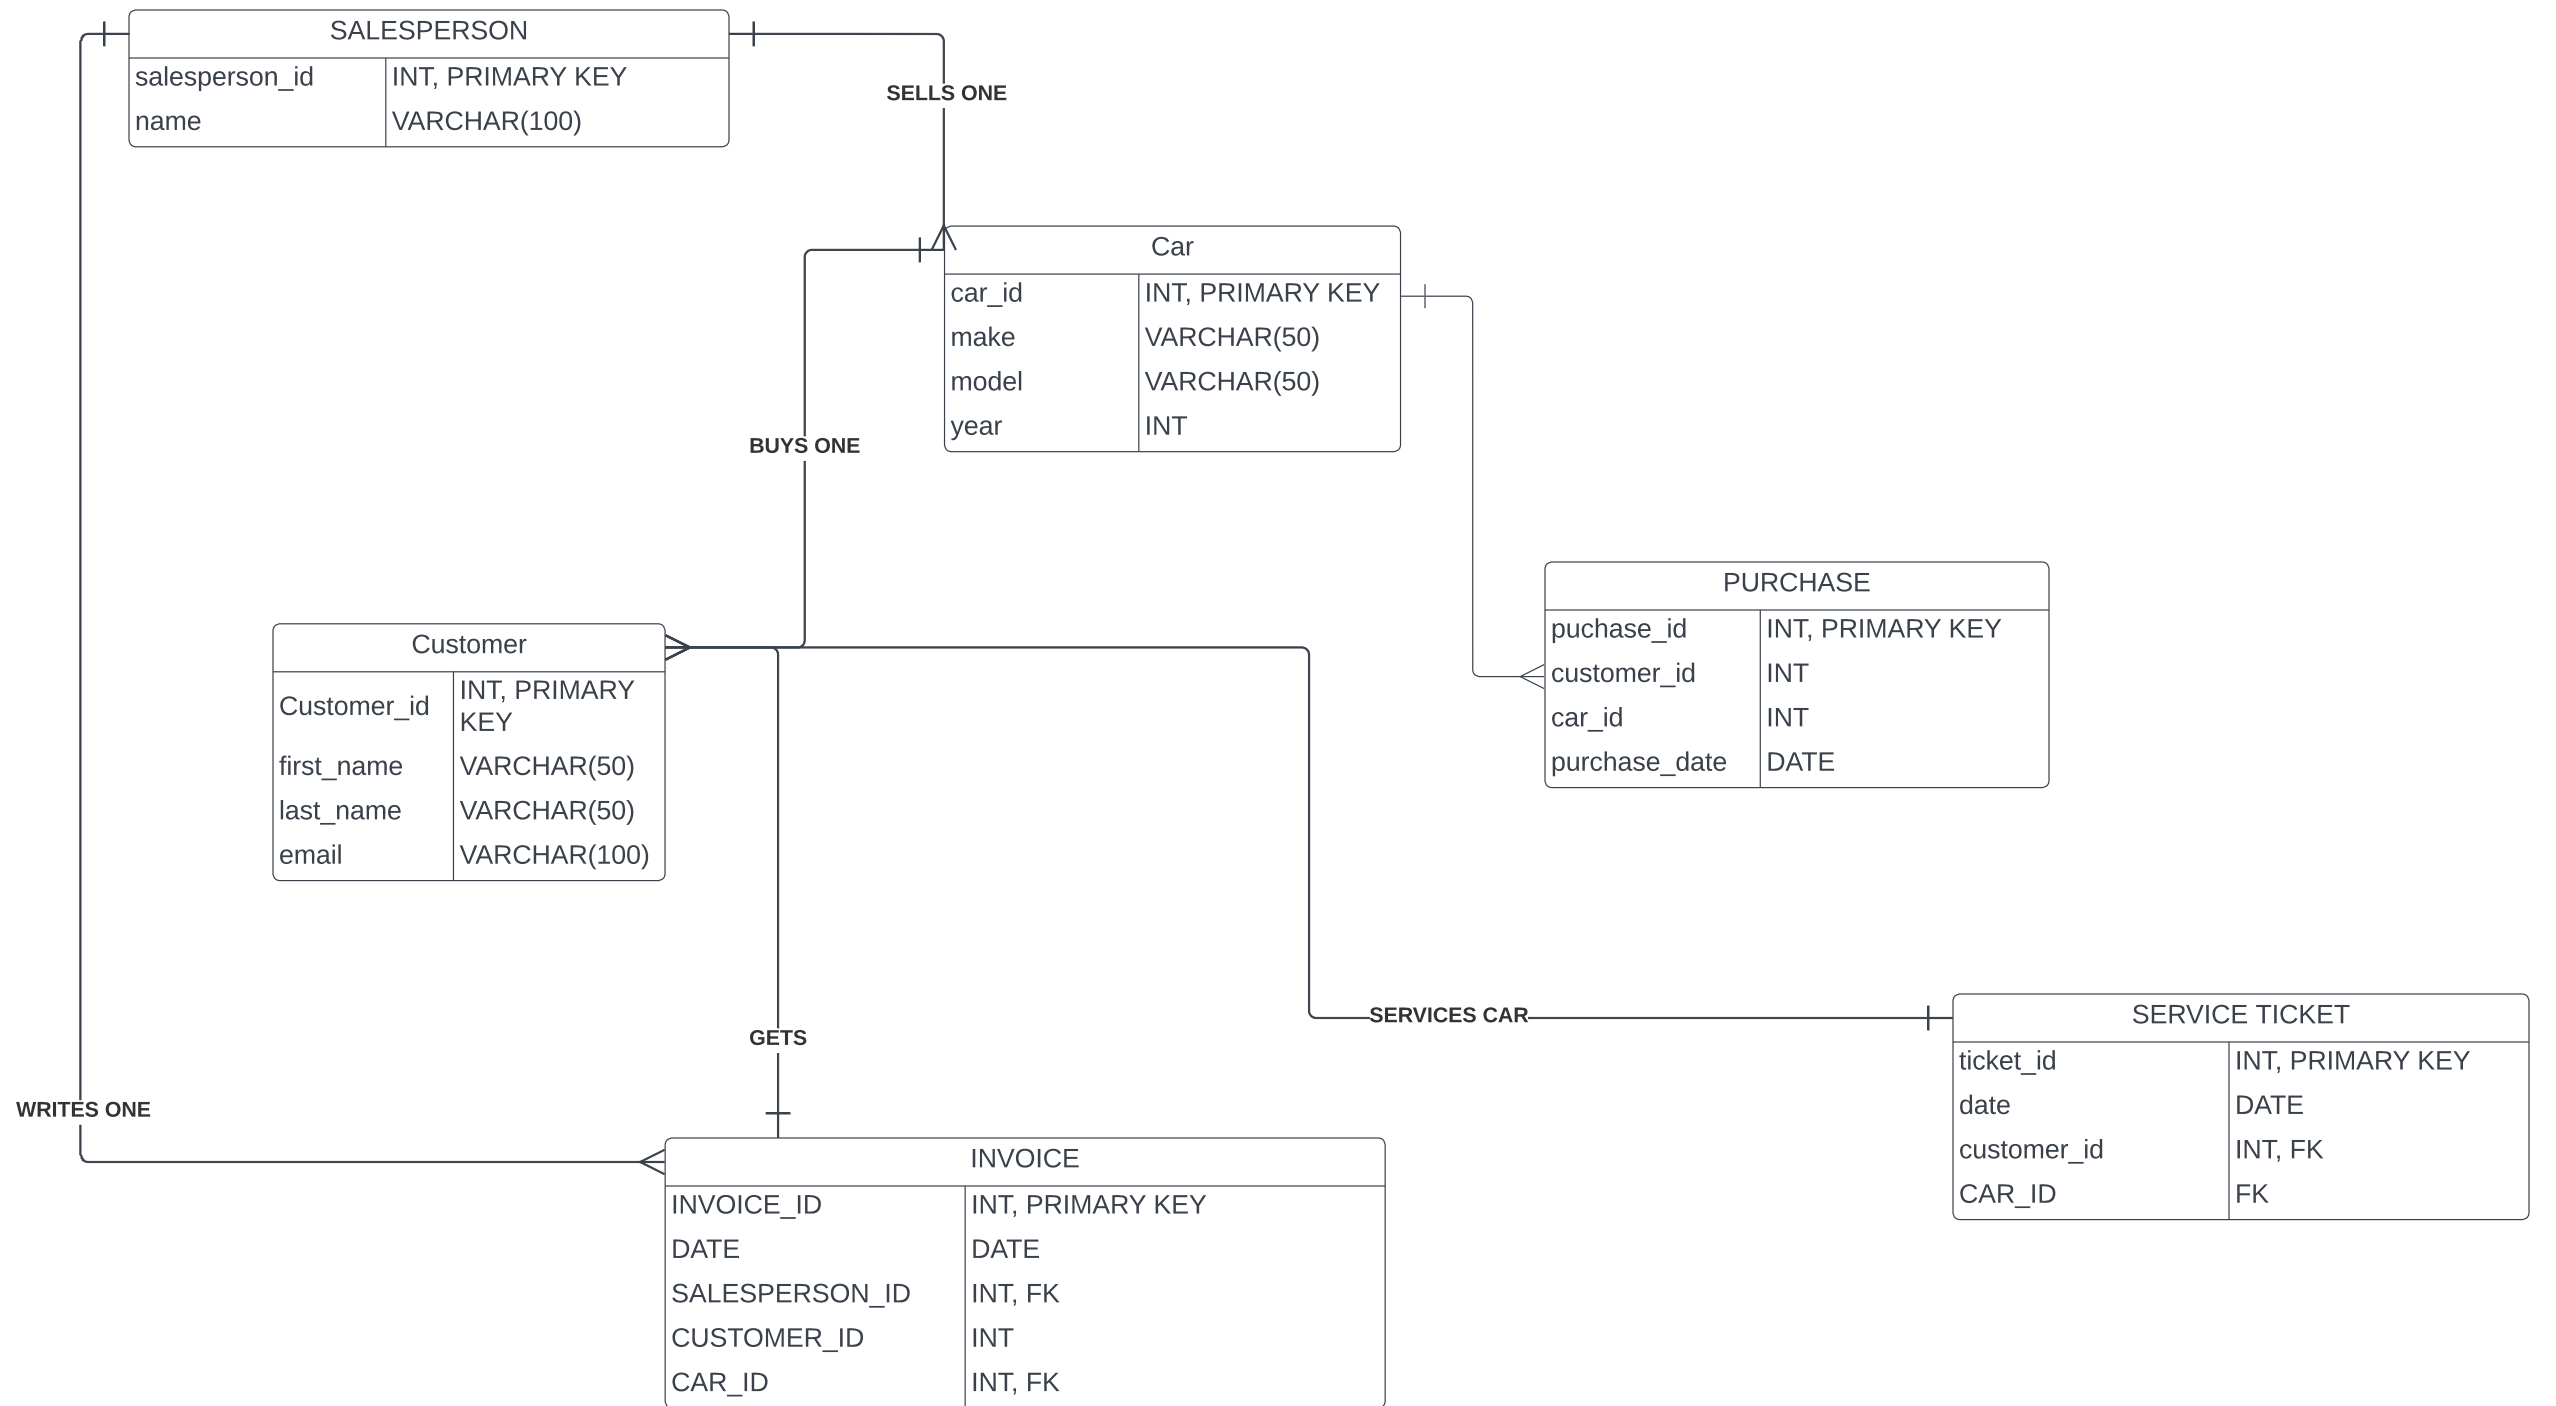 SALESPERSON
salesperson_id INT, PRIMARY KEY
name VARCHAR(100)
SELLS ONE
Car
car_id INT, PRIMARY KEY
make VARCHAR(50)
model VARCHAR(50)
year INT
BUYS ONE
PURCHASE
puchase_id INT, PRIMARY KEY
customer_id INT
car_id INT
purchase_date DATE
Customer
Customer_id INT, PRIMARY
KEY
first_name VARCHAR(50)
last_name VARCHAR(50)
email VARCHAR(100)
SERVICES CAR
SERVICE TICKET
ticket_id INT, PRIMARY KEY
date DATE
customer_id INT, FK
CAR_ID FK
GETS
WRITES ONE
INVOICE
INVOICE_ID INT, PRIMARY KEY
DATE DATE
SALESPERSON_ID INT, FK
CUSTOMER_ID INT
CAR_ID INT, FK